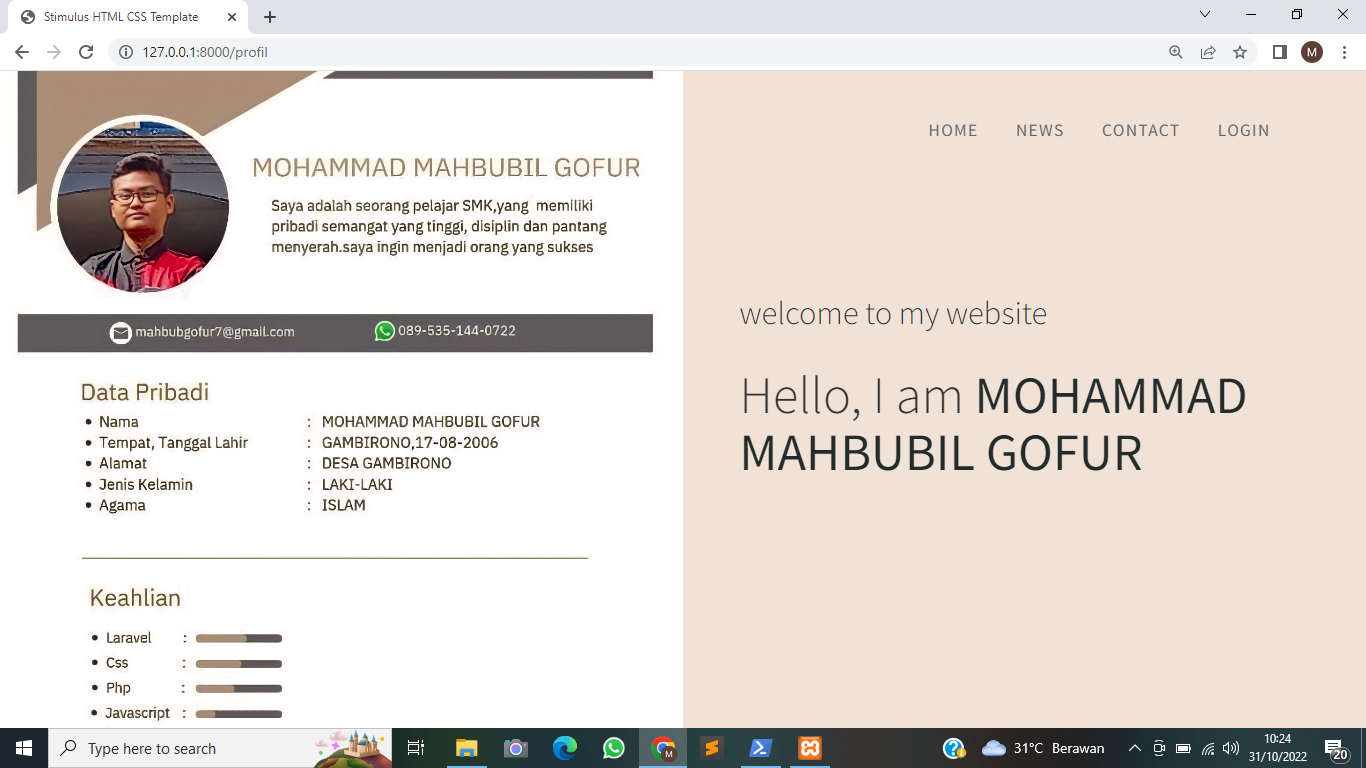 Stimulus HTML CSS Template
127.0.0.1:8000/profil
M
HOME NEWS CONTACT LOGIN
MOHAMMAD MAHBUBIL GOFUR
Saya adalah seorang pelajar SMK,yang memiliki
pribadi semangat yang tinggi, disiplin dan pantang
menyerah.saya ingin menjadi orang yang sukses
mahbubgofur7@gmail.com 089-535-144-0722
Data Pribadi
• Nama : MOHAMMAD MAHBUBIL GOFUR
• Tempat, Tanggal Lahir : GAMBIRONO,17-08-2006
• Alamat : DESA GAMBIRONO
• Jenis Kelamin : LAKI-LAKI
• Agama : ISLAM
Keahlian
• Laravel :
• Css :
• Php :
• Javascript :
welcome to my website
Hello, I am MOHAMMAD
MAHBUBIL GOFUR
Type here to search
M
31°C Berawan
10:24
31/10/2022
20